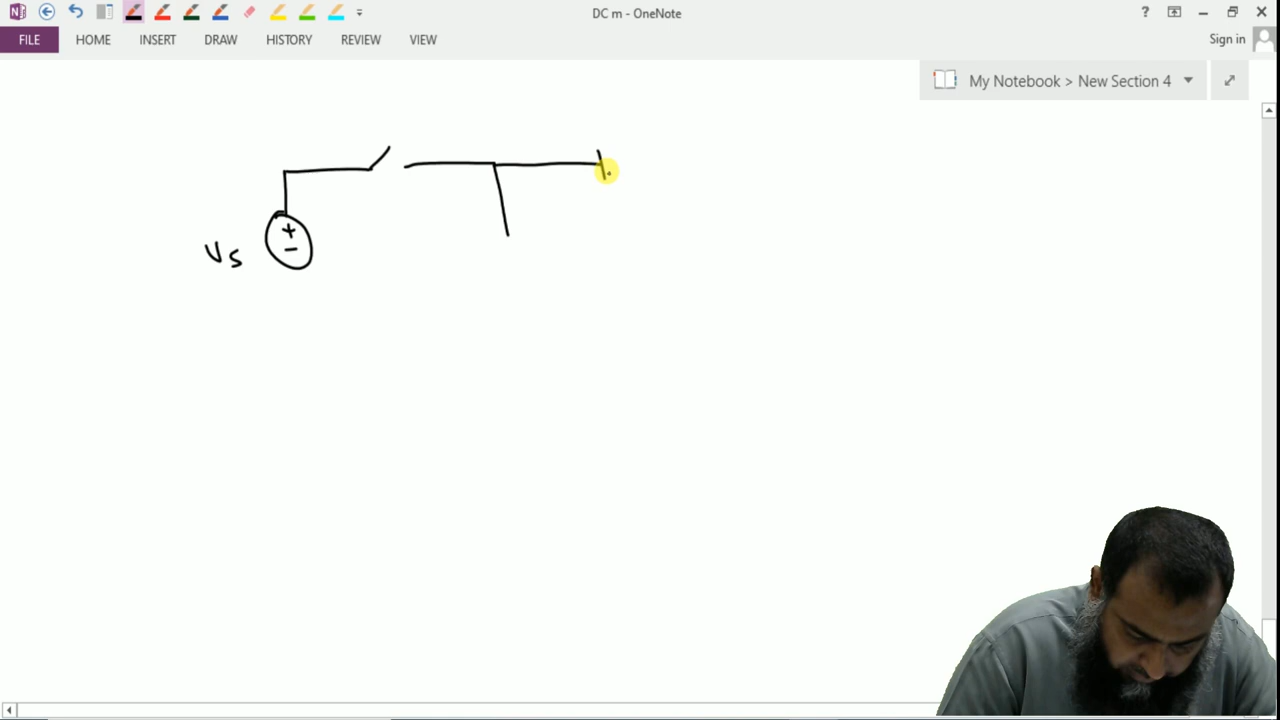 DC m - OneNote
?
FILE HOME INSERT DRAW HISTORY REVIEW VIEW
Sign in
My Notebook > New Section 4
+
-
Vs